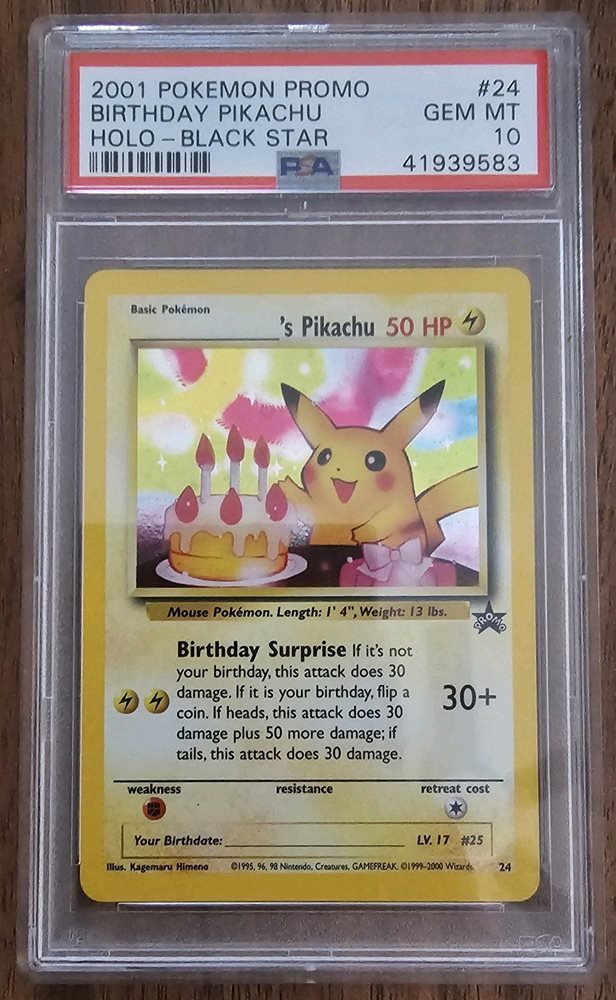 2001 POKEMON PROMO #24
BIRTHDAY PIKACHU GEM MT
HOLO – BLACK STAR 10
PSA 41939583
Basic Pokémon
's Pikachu 50 HP
Mouse Pokémon. Length: 1' 4", Weight: 13 lbs.
PROMO
Birthday Surprise If it's not
your birthday, this attack does 30
damage. If it is your birthday, flip a
coin. If heads, this attack does 30
damage plus 50 more damage; if
tails, this attack does 30 damage.
30+
weakness resistance retreat cost
Your Birthdate: LV. 17 #25
Illus. Kagemaru Himeno ©1995, 96, 98 Nintendo, Creatures, GAMEFREAK. ©1999–2000 Wizards. 24